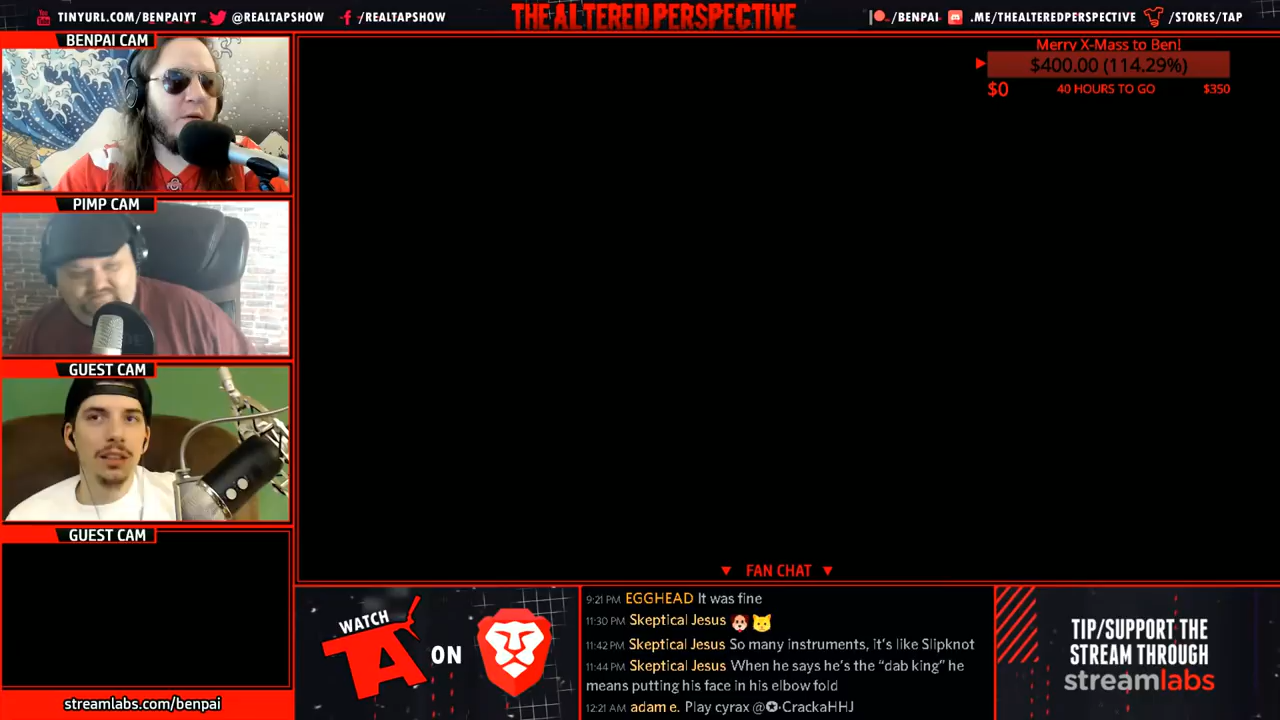 TINYURL.COM/BENPAIYT @REALTAPSHOW /REALTAPSHOW THE ALTERED PERSPECTIVE /BENPAI .ME/THEALTEREDPERSPECTIVE /STORES/TAP
BENPAI CAM
PIMP CAM
GUEST CAM
GUEST CAM
streamlabs.com/benpai
Merry X-Mass to Ben!
$400.00 (114.29%)
$0 40 HOURS TO GO $350
FAN CHAT
WATCH
TA ON
9:21 PM EGGHEAD It was fine
11:30 PM Skeptical Jesus
11:42 PM Skeptical Jesus So many instruments, it's like Slipknot
11:44 PM Skeptical Jesus When he says he's the “dab king” he
means putting his face in his elbow fold
12:21 AM adam e. Play cyrax @✪•CrackaHHJ
TIP/SUPPORT THE
STREAM THROUGH
streamlabs